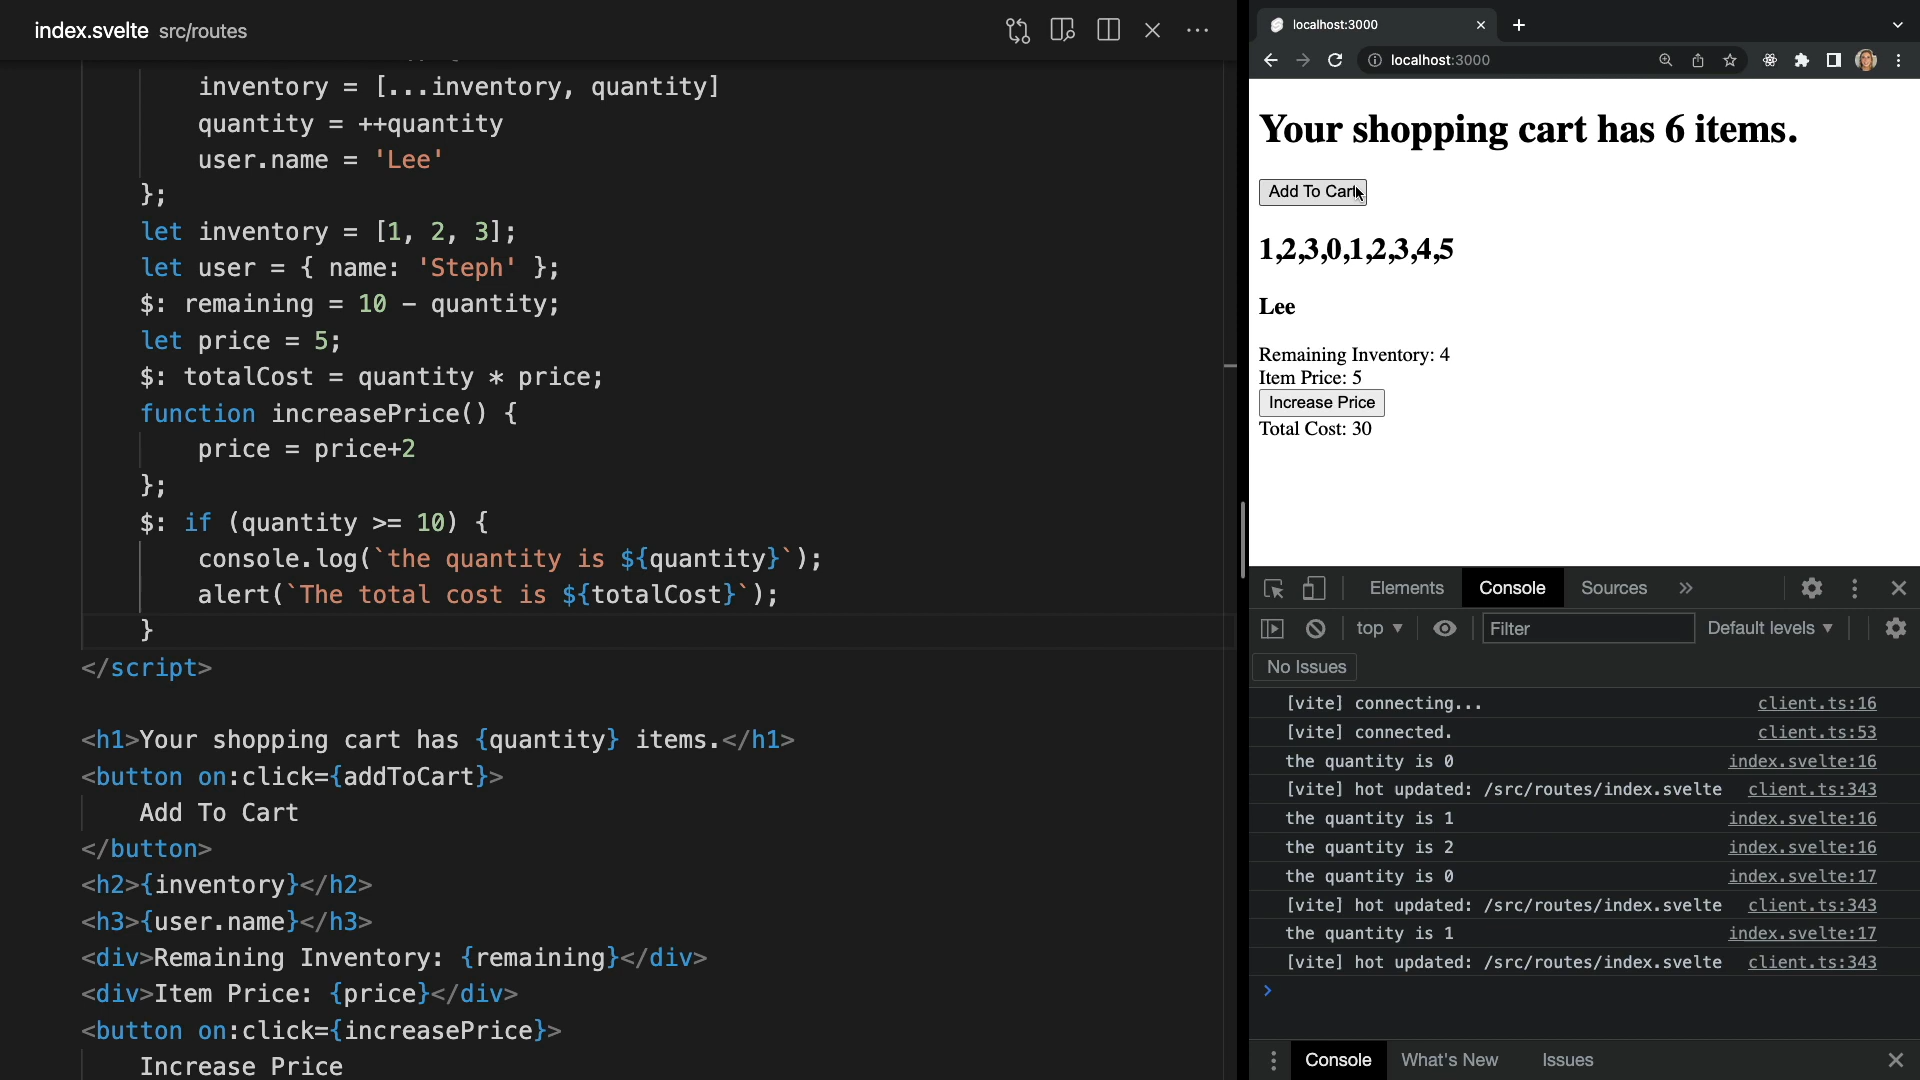 index.svelte src/routes
inventory = [...inventory, quantity]
quantity = ++quantity
user.name = 'Lee'
};
let inventory = [1, 2, 3];
let user = { name: 'Steph' };
$: remaining = 10 - quantity;
let price = 5;
$: totalCost = quantity * price;
function increasePrice() {
price = price+2
};
$: if (quantity >= 10) {
console.log(`the quantity is ${quantity}`);
alert(`The total cost is ${totalCost}`);
}
</script>
<h1>Your shopping cart has {quantity} items.</h1>
<button on:click={addToCart}>
Add To Cart
</button>
<h2>{inventory}</h2>
<h3>{user.name}</h3>
<div>Remaining Inventory: {remaining}</div>
<div>Item Price: {price}</div>
<button on:click={increasePrice}>
Increase Price
localhost:3000
localhost:3000
Your shopping cart has 6 items.
Add To Cart
1,2,3,0,1,2,3,4,5
Lee
Remaining Inventory: 4
Item Price: 5
Increase Price
Total Cost: 30
Elements Console Sources
top Filter Default levels
No Issues
[vite] connecting... client.ts:16
[vite] connected. client.ts:53
the quantity is 0 index.svelte:16
[vite] hot updated: /src/routes/index.svelte client.ts:343
the quantity is 1 index.svelte:16
the quantity is 2 index.svelte:16
the quantity is 0 index.svelte:17
[vite] hot updated: /src/routes/index.svelte client.ts:343
the quantity is 1 index.svelte:17
[vite] hot updated: /src/routes/index.svelte client.ts:343
Console What's New Issues